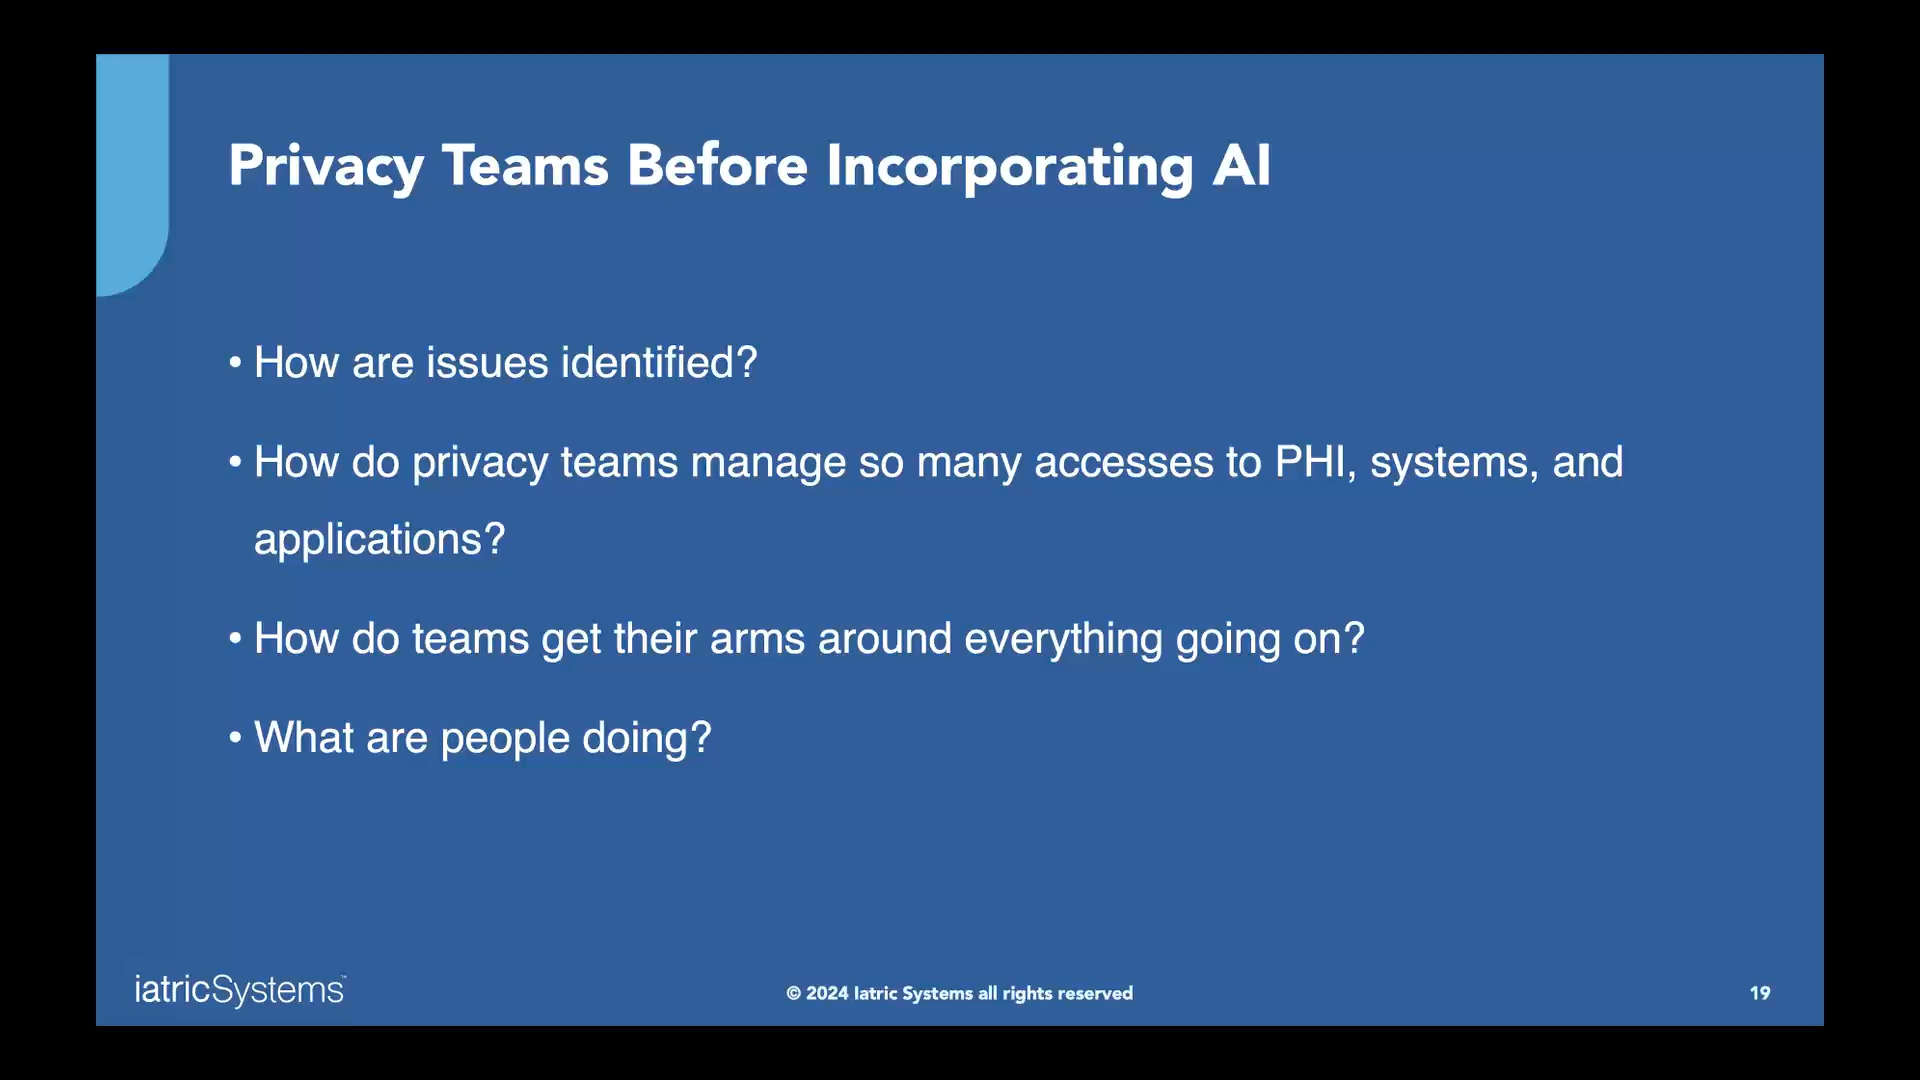 Privacy Teams Before Incorporating AI
• How are issues identified?
• How do privacy teams manage so many accesses to PHI, systems, and
applications?
• How do teams get their arms around everything going on?
• What are people doing?
iatricSystems™
© 2024 Iatric Systems all rights reserved
19